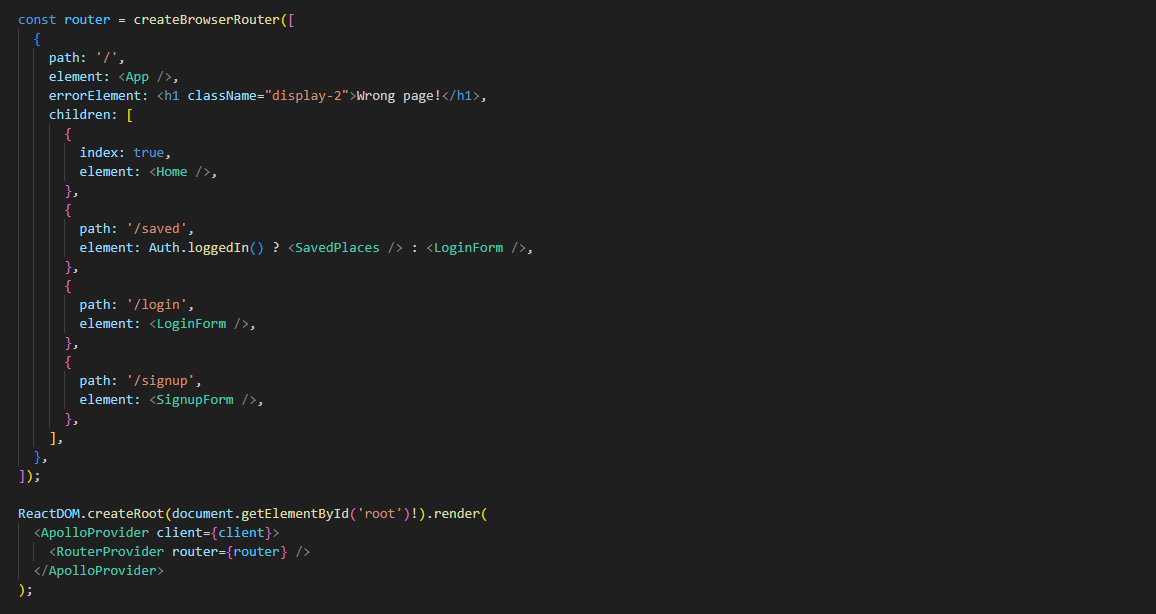 const router = createBrowserRouter([
  {
    path: '/',
    element: <App />,
    errorElement: <h1 className="display-2">Wrong page!</h1>,
    children: [
      {
        index: true,
        element: <Home />,
      },
      {
        path: '/saved',
        element: Auth.loggedIn() ? <SavedPlaces /> : <LoginForm />,
      },
      {
        path: '/login',
        element: <LoginForm />,
      },
      {
        path: '/signup',
        element: <SignupForm />,
      },
    ],
  },
]);

ReactDOM.createRoot(document.getElementById('root')!).render(
  <ApolloProvider client={client}>
    <RouterProvider router={router} />
  </ApolloProvider>
);